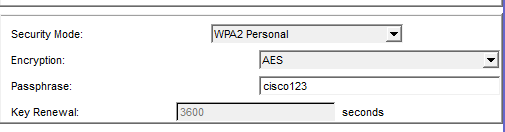 Security Mode: WPA2 Personal
Encryption: AES
Passphrase: cisco123
Key Renewal: 3600 seconds